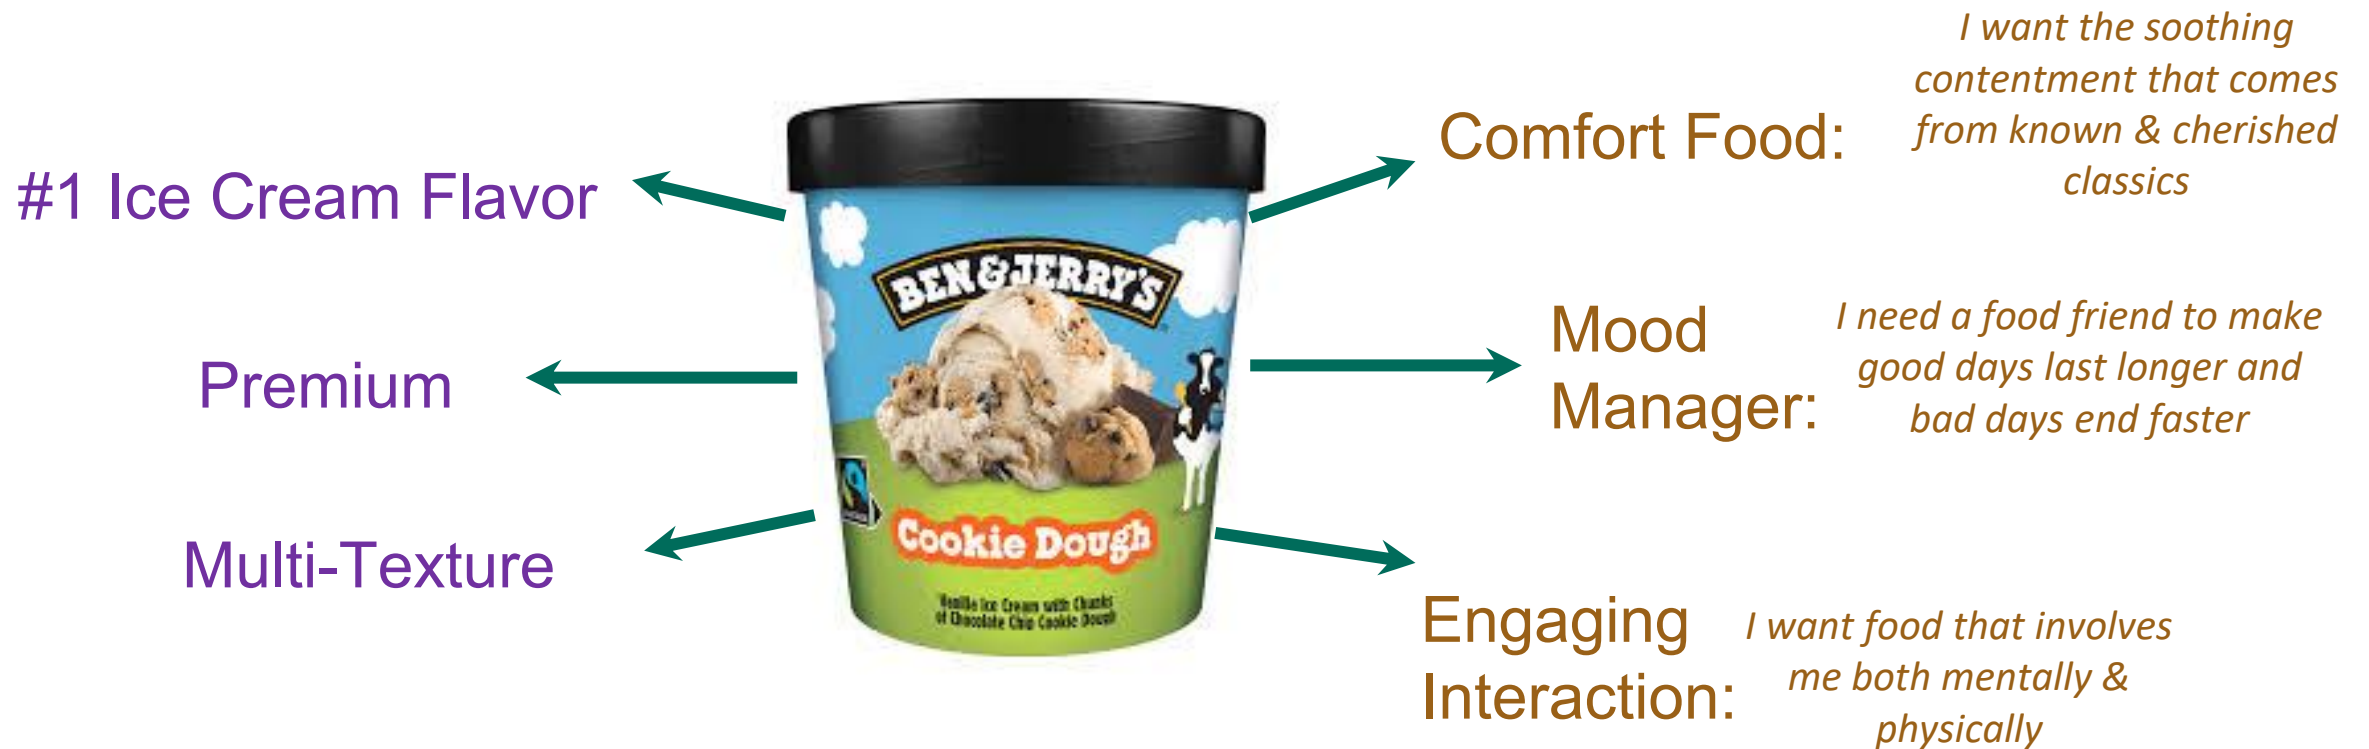 #1 Ice Cream Flavor
Premium
Multi-Texture
BEN & JERRY'S
Cookie Dough
Vanilla Ice Cream with Chunks
of Chocolate Chip Cookie Dough
Comfort Food:
I want the soothing
contentment that comes
from known & cherished
classics
Mood
Manager:
I need a food friend to make
good days last longer and
bad days end faster
Engaging
Interaction:
I want food that involves
me both mentally &
physically